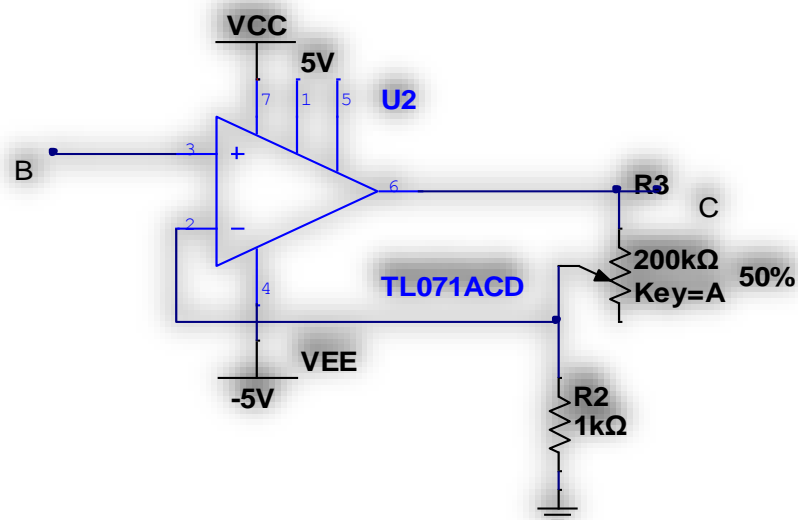 VCC
5V
7
1
5
U2
3
+
B
6
R3
C
2
−
200kΩ
50%
Key=A
4
TL071ACD
VEE
-5V
R2
1kΩ